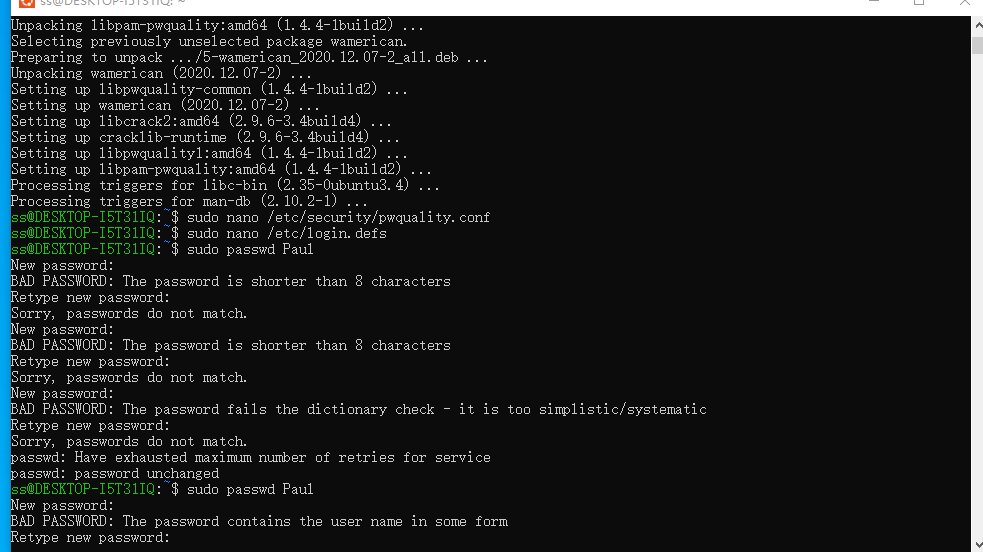 ss@DESKTOP-I5T31IQ: ~
Unpacking libpam-pwquality:amd64 (1.4.4-1build2) ...
Selecting previously unselected package wamerican.
Preparing to unpack .../5-wamerican_2020.12.07-2_all.deb ...
Unpacking wamerican (2020.12.07-2) ...
Setting up libpwquality-common (1.4.4-1build2) ...
Setting up wamerican (2020.12.07-2) ...
Setting up libcrack2:amd64 (2.9.6-3.4build4) ...
Setting up cracklib-runtime (2.9.6-3.4build4) ...
Setting up libpwquality1:amd64 (1.4.4-1build2) ...
Setting up libpam-pwquality:amd64 (1.4.4-1build2) ...
Processing triggers for libc-bin (2.35-0ubuntu3.4) ...
Processing triggers for man-db (2.10.2-1) ...
ss@DESKTOP-I5T31IQ:~$ sudo nano /etc/security/pwquality.conf
ss@DESKTOP-I5T31IQ:~$ sudo nano /etc/login.defs
ss@DESKTOP-I5T31IQ:~$ sudo passwd Paul
New password:
BAD PASSWORD: The password is shorter than 8 characters
Retype new password:
Sorry, passwords do not match.
New password:
BAD PASSWORD: The password is shorter than 8 characters
Retype new password:
Sorry, passwords do not match.
New password:
BAD PASSWORD: The password fails the dictionary check - it is too simplistic/systematic
Retype new password:
Sorry, passwords do not match.
passwd: Have exhausted maximum number of retries for service
passwd: password unchanged
ss@DESKTOP-I5T31IQ:~$ sudo passwd Paul
New password:
BAD PASSWORD: The password contains the user name in some form
Retype new password: